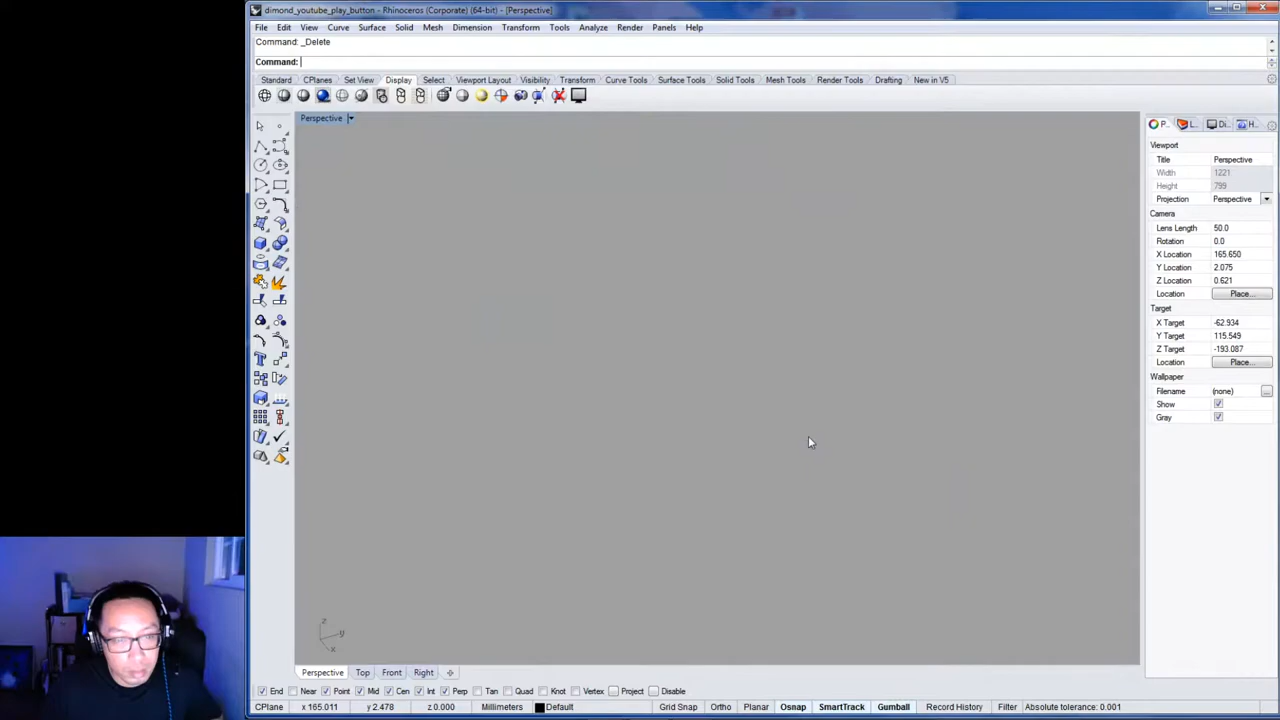 dimond_youtube_play_button - Rhinoceros (Corporate) (64-bit) - [Perspective]
File Edit View Curve Surface Solid Mesh Dimension Transform Tools Analyze Render Panels Help
Command: _Delete
Command:
Standard CPlanes Set View Display Select Viewport Layout Visibility Transform Curve Tools Surface Tools Solid Tools Mesh Tools Render Tools Drafting New in V5
Perspective
P... L... Di... H...
Viewport
Title Perspective
Width 1221
Height 799
Projection Perspective
Camera
Lens Length 50.0
Rotation 0.0
X Location 165.650
Y Location 2.075
Z Location 0.621
Location Place...
Target
X Target -62.934
Y Target 115.549
Z Target -193.087
Location Place...
Wallpaper
Filename (none) ...
Show
Gray
z
y
x
Perspective Top Front Right
End Near Point Mid Cen Int Perp Tan Quad Knot Vertex Project Disable
CPlane x 165.011 y 2.478 z 0.000 Millimeters Default Grid Snap Ortho Planar Osnap SmartTrack Gumball Record History Filter Absolute tolerance: 0.001